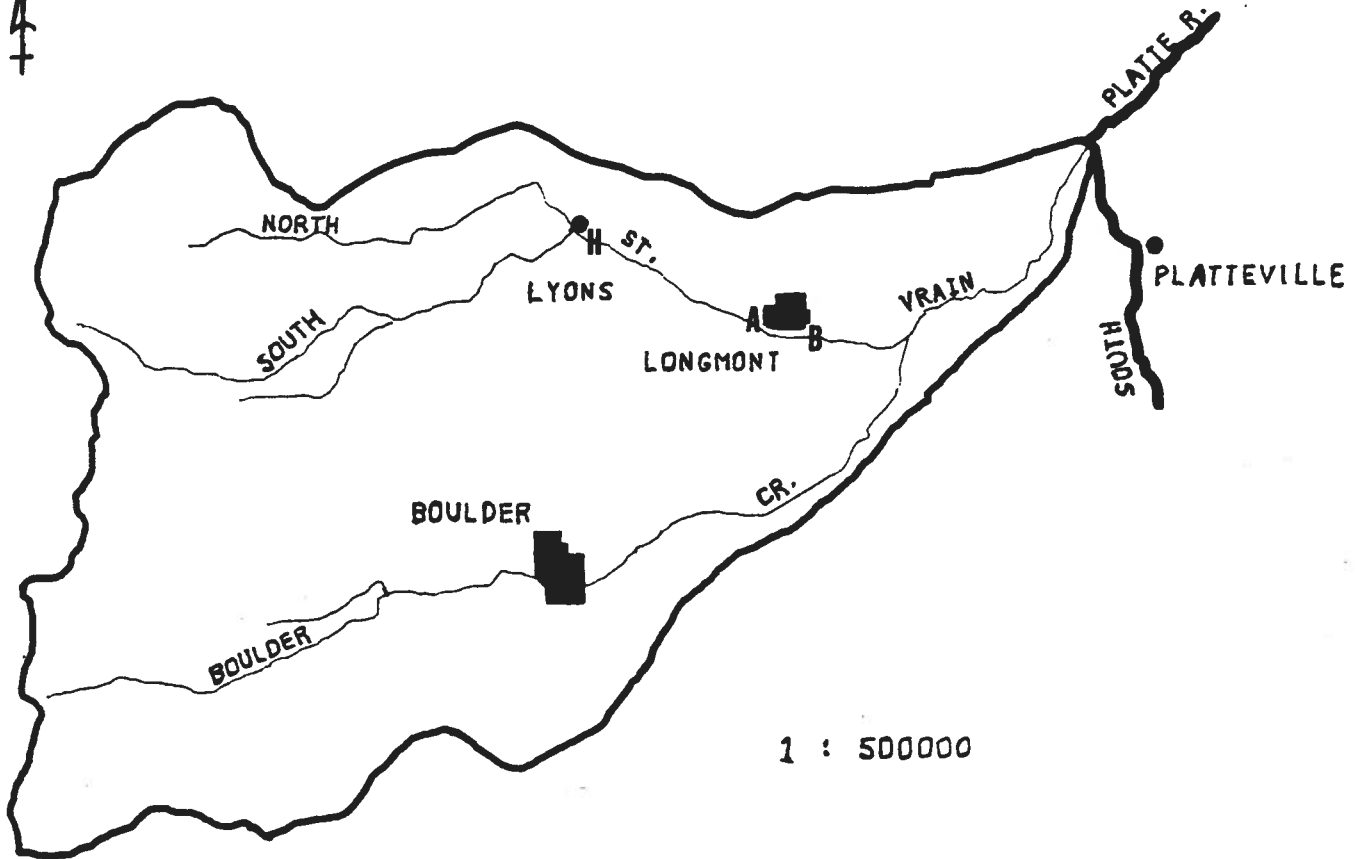 PLATTE R.
NORTH
ST.
H
LYONS
VRAIN
PLATTEVILLE
SOUTH
A
B
LONGMONT
SOUTH
BOULDER
CR.
BOULDER
1 : 500000